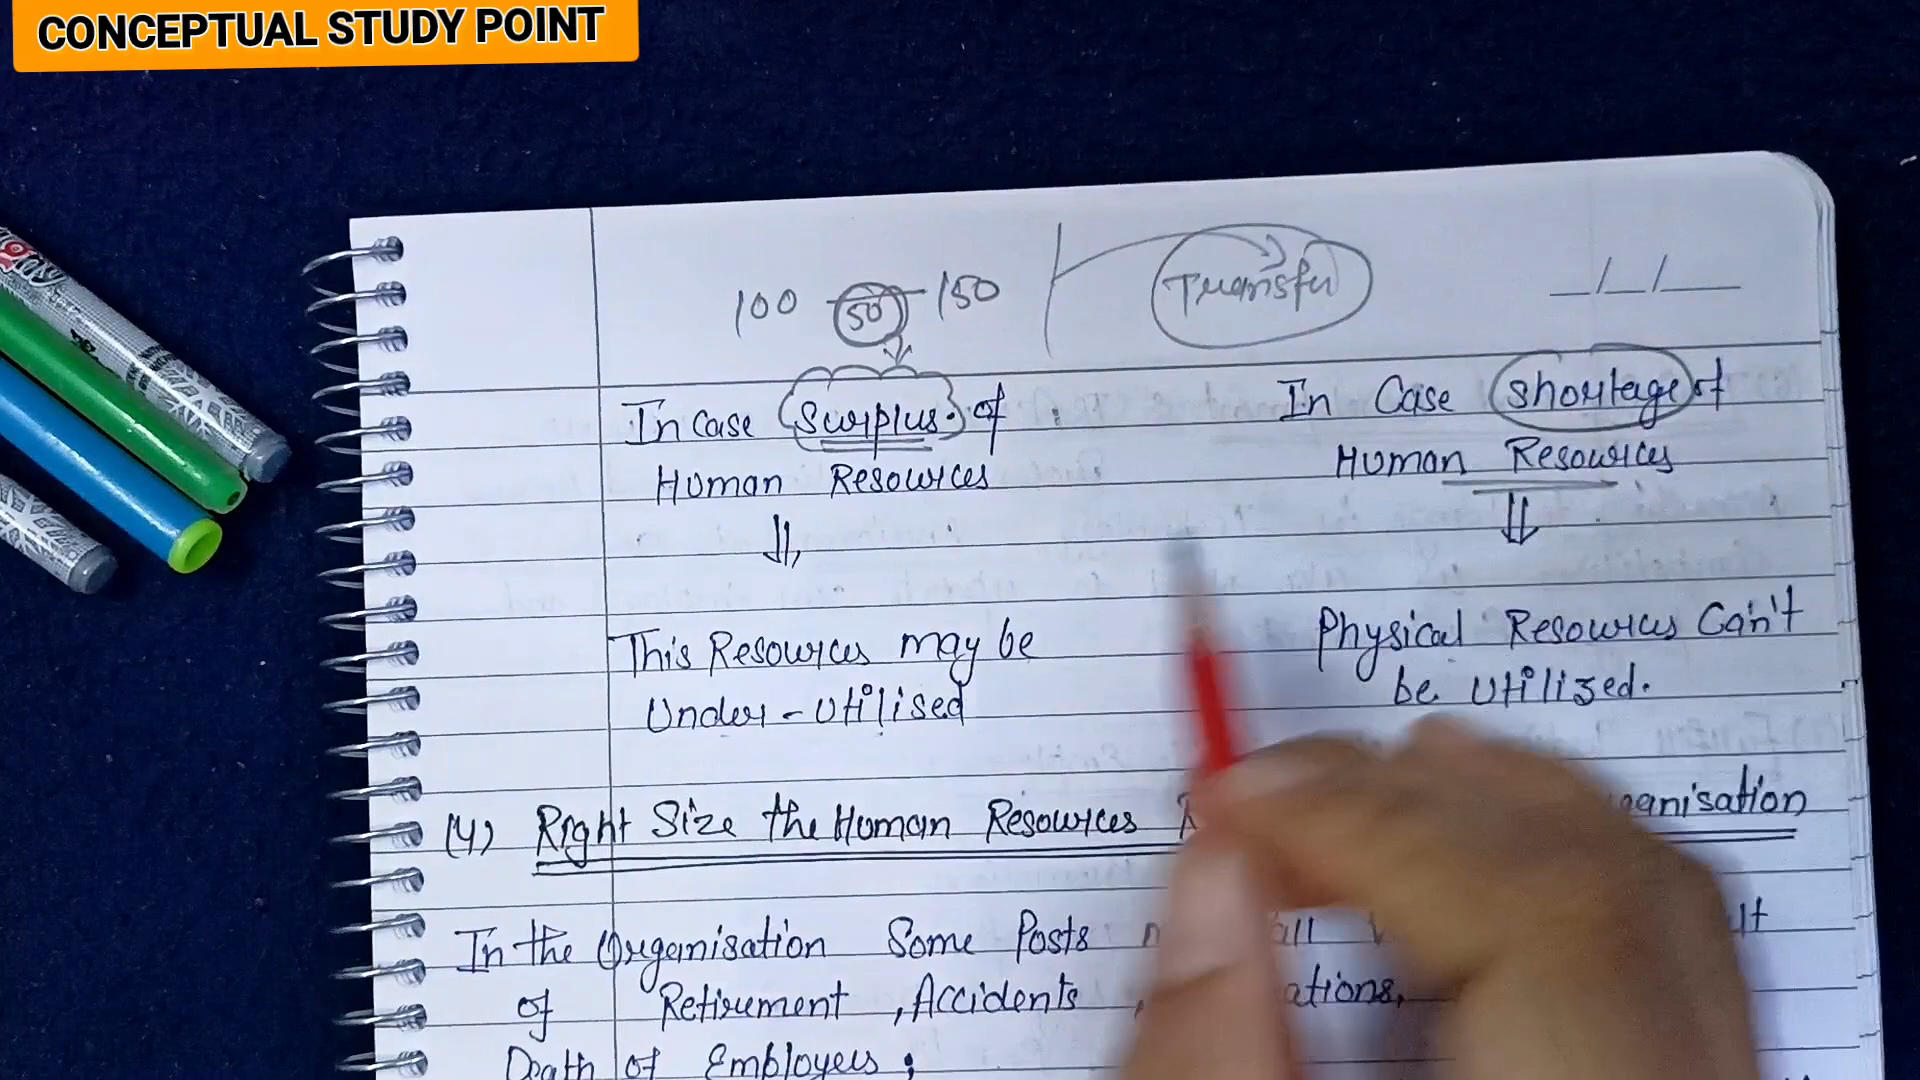 CONCEPTUAL STUDY POINT
100 50 150 Transfer
_/_/__
In Case Surplus of
Human Resources
In Case Shortage of
Human Resources
This Resources may be
Under-Utilised
Physical Resources Can't
be Utilized.
(4) Right Size the Human Resources
In the Organisation Some Posts
of Retirement, Accidents,
Death of Employees;